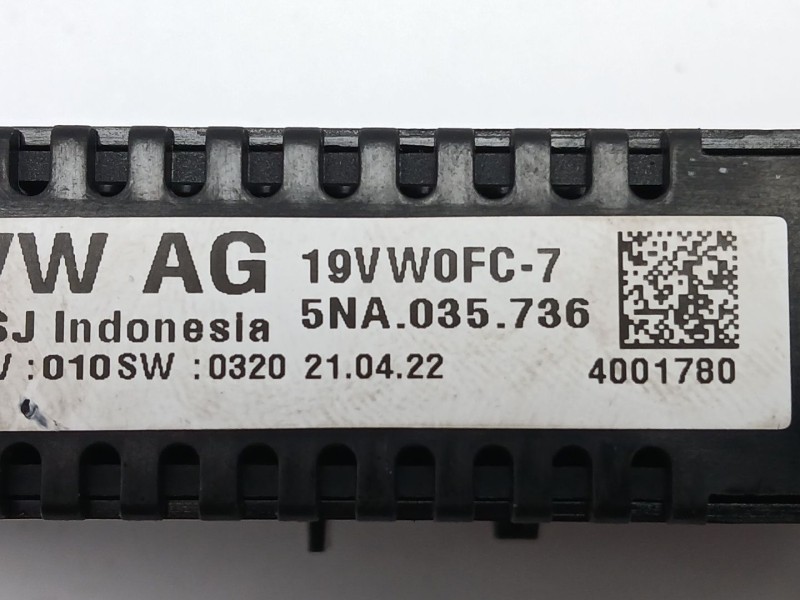 VW AG 19VW0FC-7
SJ Indonesia 5NA.035.736
:010SW :0320 21.04.22 4001780